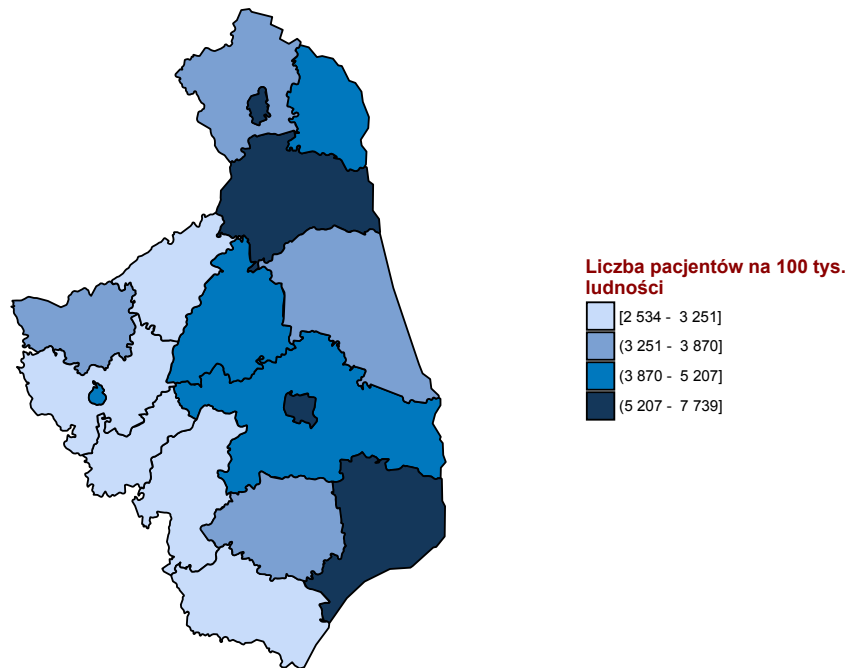 Liczba pacjentów na 100 tys.
ludności
[2 534 - 3 251]
(3 251 - 3 870]
(3 870 - 5 207]
(5 207 - 7 739]